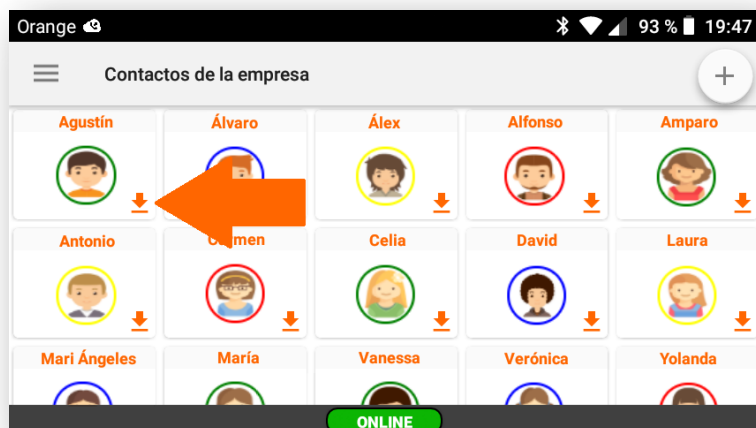 Orange 93 % 19:47
Contactos de la empresa
Agustín Álvaro Álex Alfonso Amparo
Antonio Carmen Celia David Laura
Mari Ángeles María Vanessa Verónica Yolanda
ONLINE